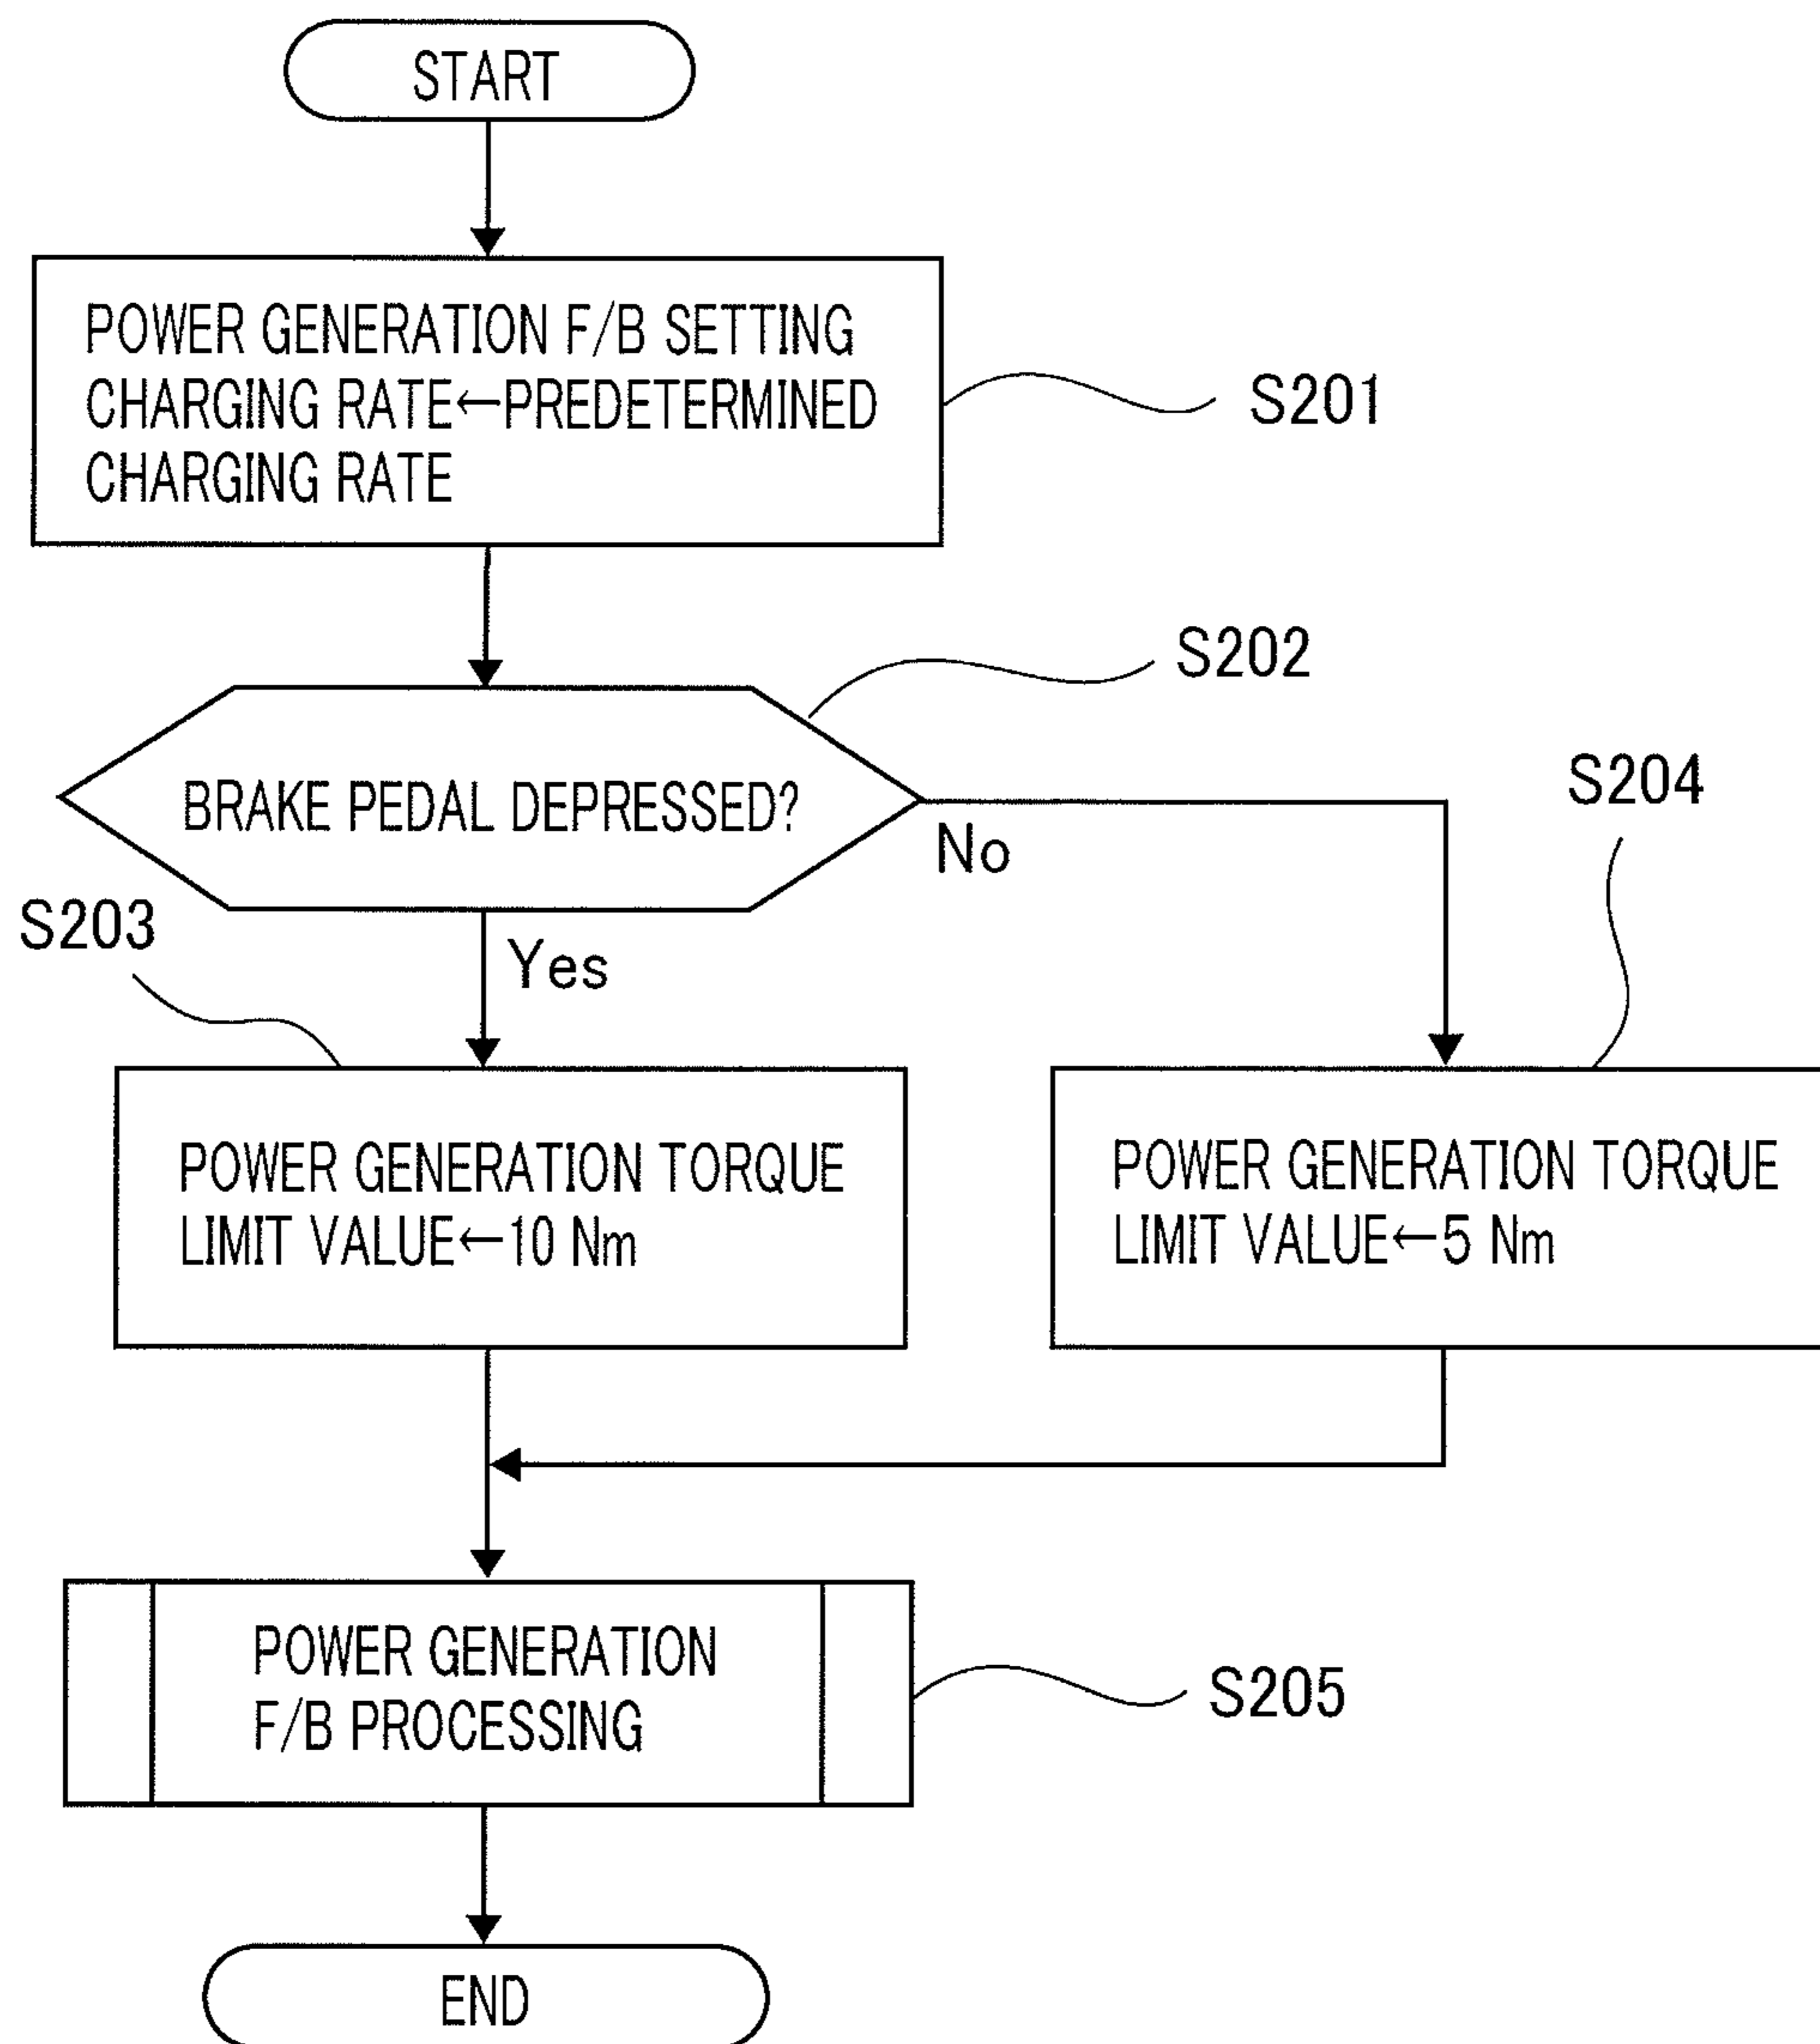 START
POWER GENERATION F/B SETTING
CHARGING RATE←PREDETERMINED
CHARGING RATE
S201
S202
BRAKE PEDAL DEPRESSED?
No
S204
S203
Yes
POWER GENERATION TORQUE
LIMIT VALUE←10 Nm
POWER GENERATION TORQUE
LIMIT VALUE←5 Nm
POWER GENERATION
F/B PROCESSING
S205
END